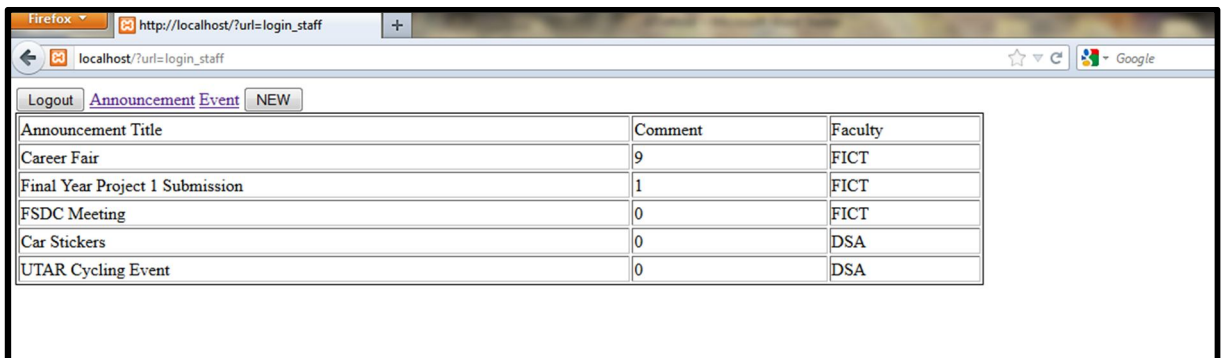 Firefox
http://localhost/?url=login_staff
+
localhost/?url=login_staff
Google
Logout Announcement Event NEW
Announcement Title Comment Faculty
Career Fair 9 FICT
Final Year Project 1 Submission 1 FICT
FSDC Meeting 0 FICT
Car Stickers 0 DSA
UTAR Cycling Event 0 DSA